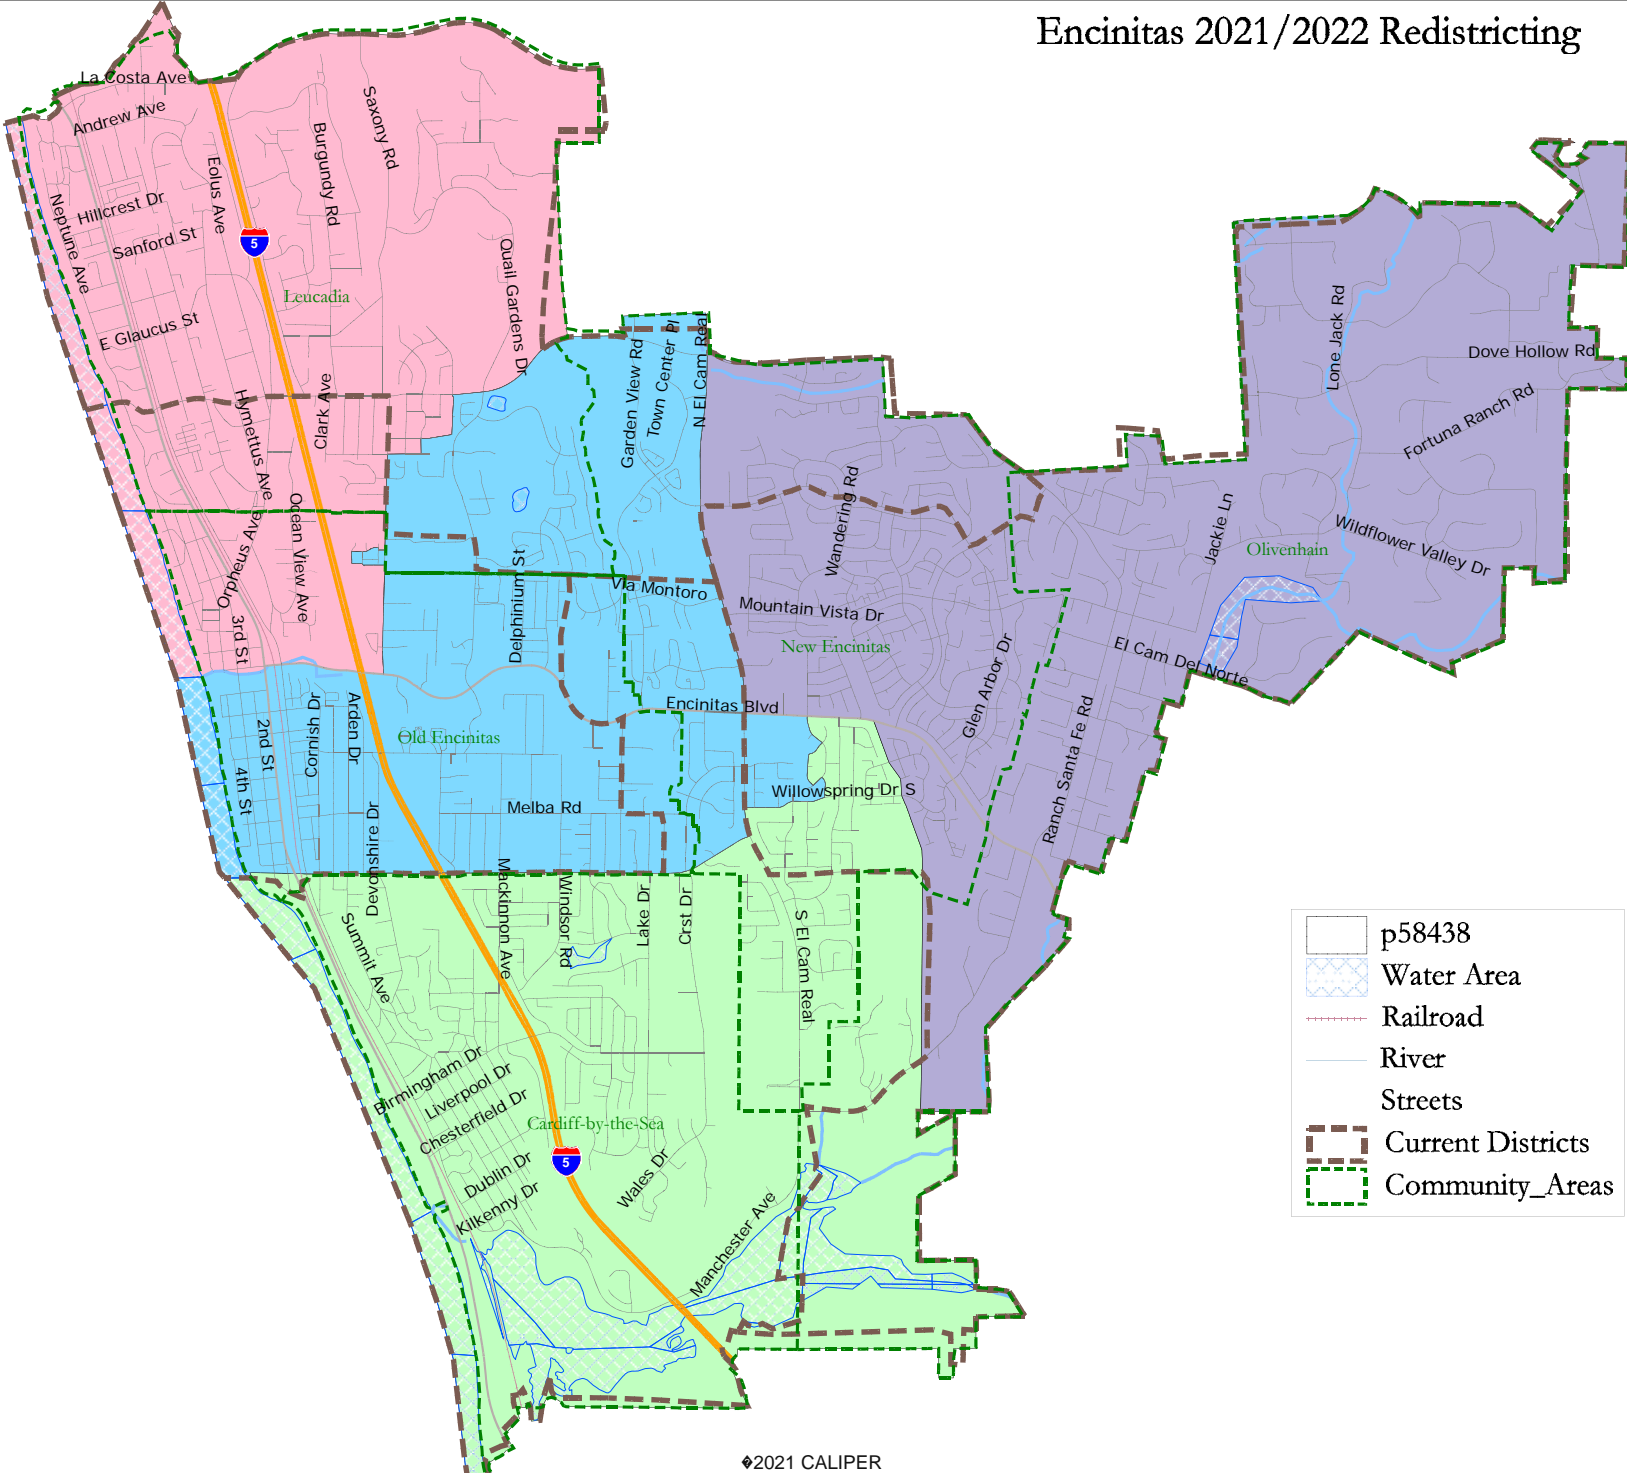 Encinitas 2021/2022 Redistricting
La Costa Ave
Andrew Ave
Saxony Rd
Burgundy Rd
Eolus Ave
Hillcrest Dr
Neptune Ave
Sanford St
5
Quail Gardens Dr
Leucadia
E Glaucus St
Lone Jack Rd
Dove Hollow Rd
Garden View Rd
Town Center Pl
N El Cam Real
Clark Ave
Hymettus Ave
Fortuna Ranch Rd
Wandering Rd
Jackie Ln
Wildflower Valley Dr
Olivenhain
Orpheus Ave
Ocean View Ave
Delphinium St
Via Montoro
Mountain Vista Dr
New Encinitas
3rd St
Glen Arbor Dr
El Cam Del Norte
Encinitas Blvd
2nd St
Cornish Dr
Arden Dr
Old Encinitas
Ranch Santa Fe Rd
4th St
Willowspring Dr S
Melba Rd
Devonshire Dr
Mackinnon Ave
Windsor Rd
Lake Dr
Crst Dr
Summit Ave
S El Cam Real
Birmingham Dr
Liverpool Dr
Chesterfield Dr
Cardiff-by-the-Sea
5
Dublin Dr
Kilkenny Dr
Wales Dr
Manchester Ave
p58438
Water Area
Railroad
River
Streets
Current Districts
Community_Areas
�2021 CALIPER